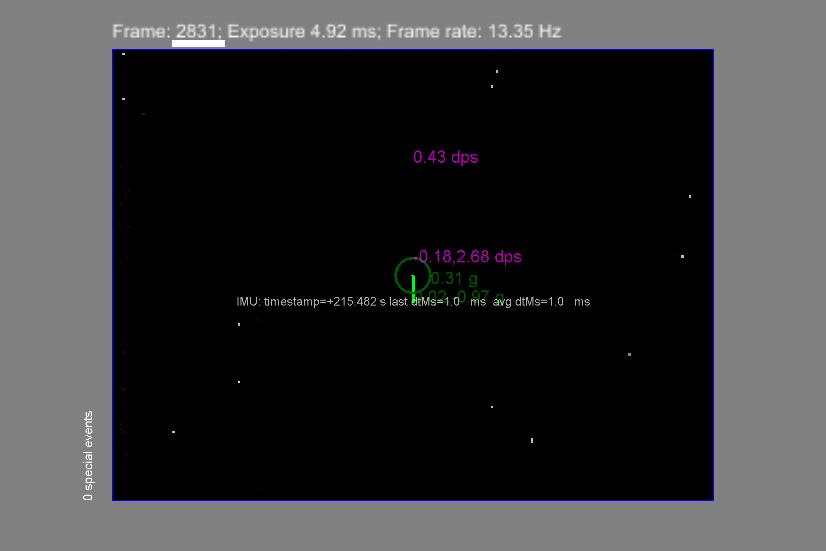 Frame: 2831; Exposure 4.92 ms; Frame rate: 13.35 Hz
0.43 dps
-0.18,2.68 dps
0.31 g
-0.97 g
IMU: timestamp=+215.482 s last dtMs=1.0 ms avg dtMs=1.0 ms
0 special events